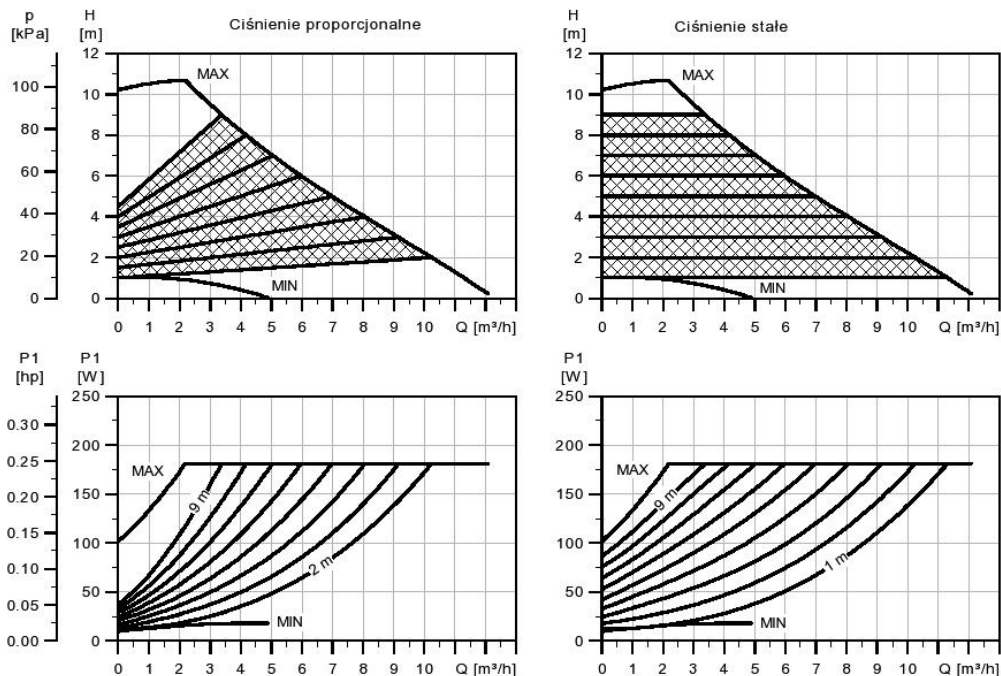 p H Ciśnienie proporcjonalne
[kPa] [m]
12
100 10 MAX
80 8
60 6
40 4
20 2
0 0 MIN
0 1 2 3 4 5 6 7 8 9 10 Q [m³/h]
H Ciśnienie stałe
[m]
12
10 MAX
8
6
4
2
0 MIN
0 1 2 3 4 5 6 7 8 9 10 Q [m³/h]
P1 P1
[hp] [W]
250
0.30
200
0.25 MAX
0.20 150 9 m
0.15
100
0.10 2 m
50
0.05 MIN
0.00 0
0 1 2 3 4 5 6 7 8 9 10 Q [m³/h]
P1
[W]
250
200
MAX
150 9 m
100
1 m
50
MIN
0
0 1 2 3 4 5 6 7 8 9 10 Q [m³/h]